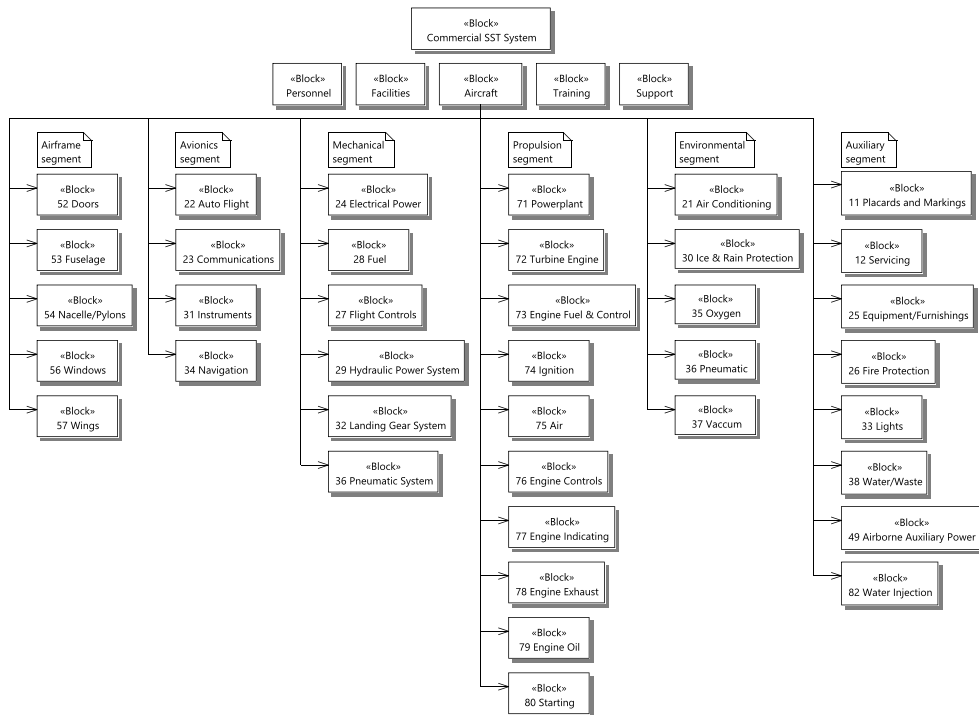 «Block»
Commercial SST System
«Block»
Personnel
«Block»
Facilities
«Block»
Aircraft
«Block»
Training
«Block»
Support
Airframe
segment
«Block»
52 Doors
«Block»
53 Fuselage
«Block»
54 Nacelle/Pylons
«Block»
56 Windows
«Block»
57 Wings
Avionics
segment
«Block»
22 Auto Flight
«Block»
23 Communications
«Block»
31 Instruments
«Block»
34 Navigation
Mechanical
segment
«Block»
24 Electrical Power
«Block»
28 Fuel
«Block»
27 Flight Controls
«Block»
29 Hydraulic Power System
«Block»
32 Landing Gear System
«Block»
36 Pneumatic System
Propulsion
segment
«Block»
71 Powerplant
«Block»
72 Turbine Engine
«Block»
73 Engine Fuel & Control
«Block»
74 Ignition
«Block»
75 Air
«Block»
76 Engine Controls
«Block»
77 Engine Indicating
«Block»
78 Engine Exhaust
«Block»
79 Engine Oil
«Block»
80 Starting
Environmental
segment
«Block»
21 Air Conditioning
«Block»
30 Ice & Rain Protection
«Block»
35 Oxygen
«Block»
36 Pneumatic
«Block»
37 Vaccum
Auxiliary
segment
«Block»
11 Placards and Markings
«Block»
12 Servicing
«Block»
25 Equipment/Furnishings
«Block»
26 Fire Protection
«Block»
33 Lights
«Block»
38 Water/Waste
«Block»
49 Airborne Auxiliary Power
«Block»
82 Water Injection